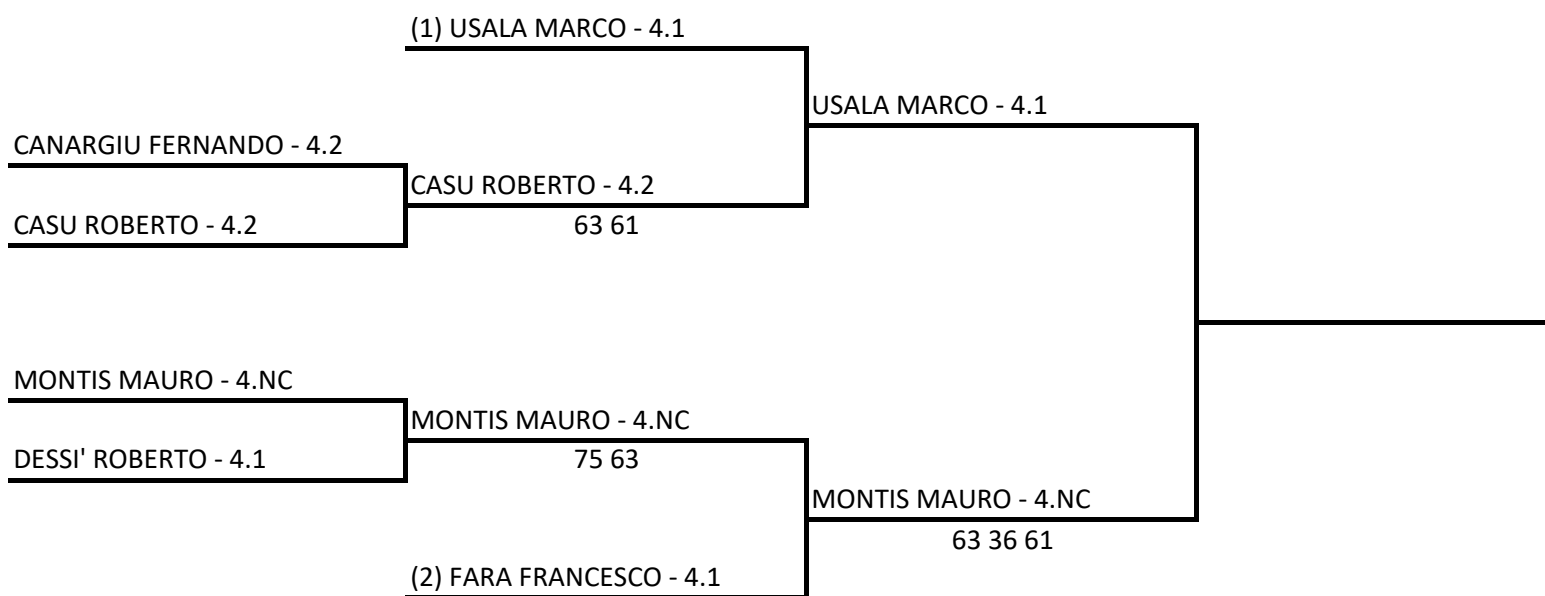 (1) USALA MARCO - 4.1
USALA MARCO - 4.1
CANARGIU FERNANDO - 4.2
CASU ROBERTO - 4.2
CASU ROBERTO - 4.2
63 61
MONTIS MAURO - 4.NC
MONTIS MAURO - 4.NC
DESSI' ROBERTO - 4.1
75 63
MONTIS MAURO - 4.NC
63 36 61
(2) FARA FRANCESCO - 4.1